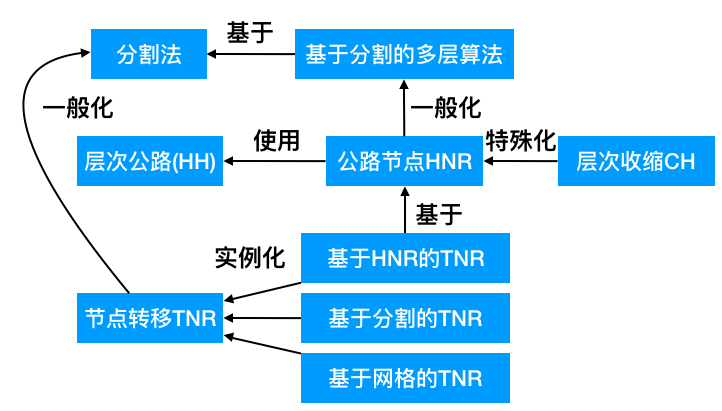 基于
分割法
基于分割的多层算法
一般化
一般化
使用
特殊化
层次公路(HH)
公路节点HNR
层次收缩CH
基于
实例化
基于HNR的TNR
节点转移TNR
基于分割的TNR
基于网格的TNR